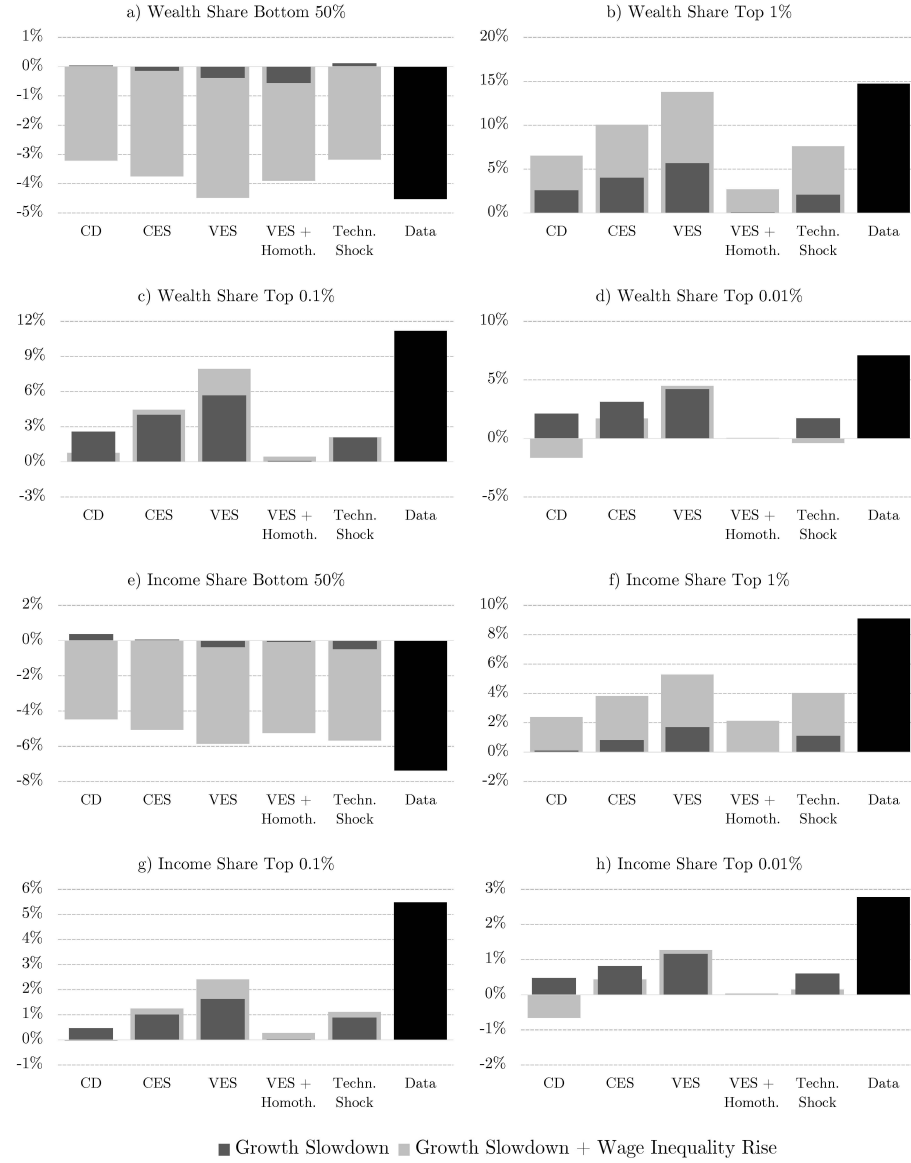 a) Wealth Share Bottom 50%
1%
0%
-1%
-2%
-3%
-4%
-5%
CD CES VES VES + Homoth. Techn. Shock Data
b) Wealth Share Top 1%
20%
15%
10%
5%
0%
CD CES VES VES + Homoth. Techn. Shock Data
c) Wealth Share Top 0.1%
12%
9%
6%
3%
0%
-3%
CD CES VES VES + Homoth. Techn. Shock Data
d) Wealth Share Top 0.01%
10%
5%
0%
-5%
CD CES VES VES + Homoth. Techn. Shock Data
e) Income Share Bottom 50%
2%
0%
-2%
-4%
-6%
-8%
CD CES VES VES + Homoth. Techn. Shock Data
f) Income Share Top 1%
10%
8%
6%
4%
2%
0%
-2%
CD CES VES VES + Homoth. Techn. Shock Data
g) Income Share Top 0.1%
6%
5%
4%
3%
2%
1%
0%
-1%
CD CES VES VES + Homoth. Techn. Shock Data
h) Income Share Top 0.01%
3%
2%
1%
0%
-1%
-2%
CD CES VES VES + Homoth. Techn. Shock Data
Growth Slowdown Growth Slowdown + Wage Inequality Rise